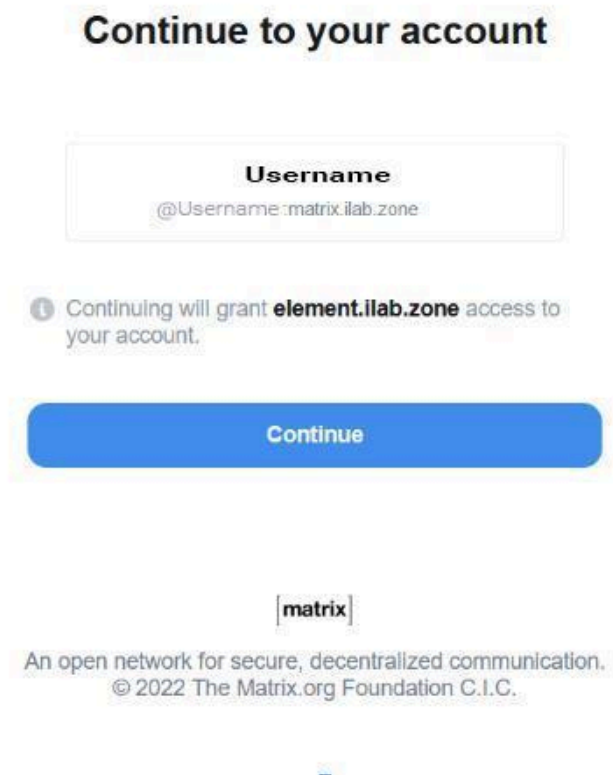 Continue to your account
Username
@Username:matrix.ilab.zone
Continuing will grant element.ilab.zone access to
your account.
Continue
[matrix]
An open network for secure, decentralized communication.
© 2022 The Matrix.org Foundation C.I.C.